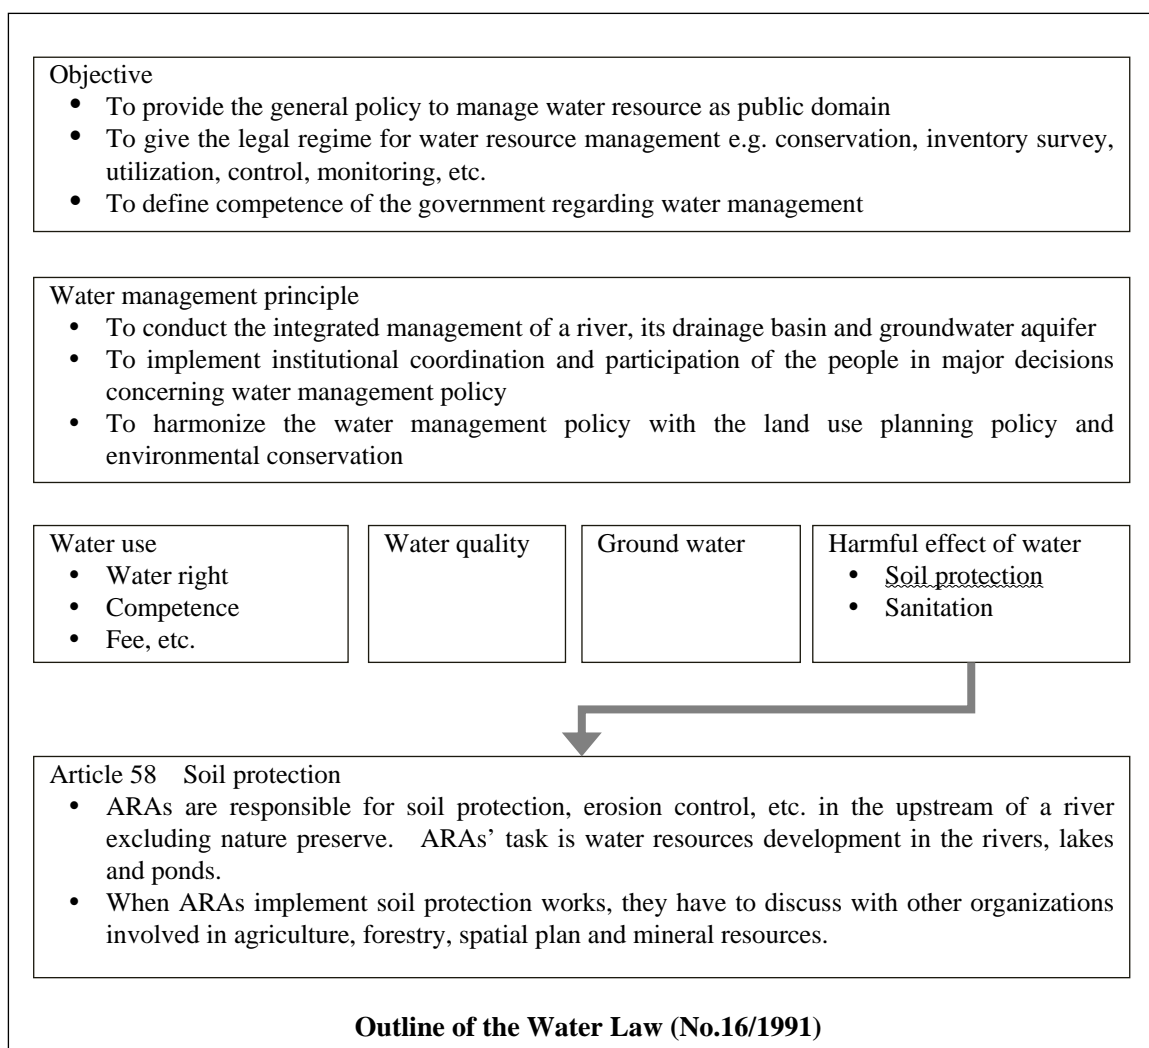 Objective
• To provide the general policy to manage water resource as public domain
• To give the legal regime for water resource management e.g. conservation, inventory survey,
utilization, control, monitoring, etc.
• To define competence of the government regarding water management
Water management principle
• To conduct the integrated management of a river, its drainage basin and groundwater aquifer
• To implement institutional coordination and participation of the people in major decisions
concerning water management policy
• To harmonize the water management policy with the land use planning policy and
environmental conservation
Water use
• Water right
• Competence
• Fee, etc.
Water quality
Ground water
Harmful effect of water
• Soil protection
• Sanitation
Article 58 Soil protection
• ARAs are responsible for soil protection, erosion control, etc. in the upstream of a river
excluding nature preserve. ARAs’ task is water resources development in the rivers, lakes
and ponds.
• When ARAs implement soil protection works, they have to discuss with other organizations
involved in agriculture, forestry, spatial plan and mineral resources.
Outline of the Water Law (No.16/1991)